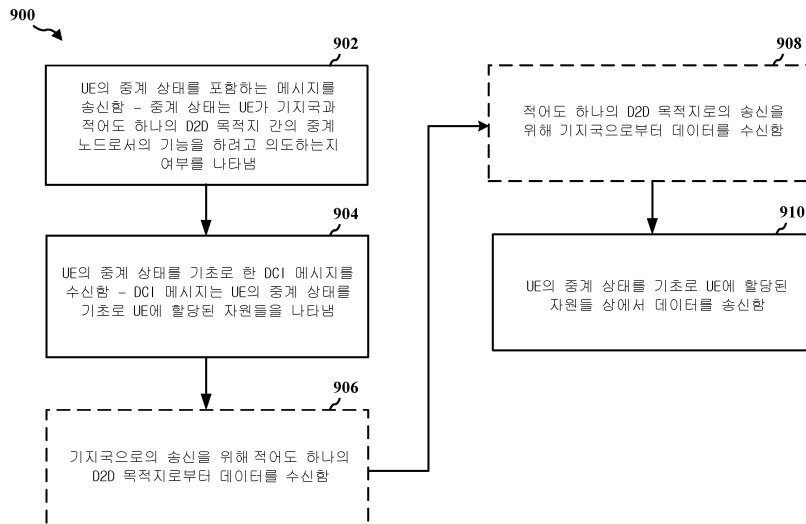 900
902
UE의 중계 상태를 포함하는 메시지를
송신함 – 중계 상태는 UE가 기지국과
적어도 하나의 D2D 목적지 간의 중계
노드로서의 기능을 하려고 의도하는지
여부를 나타냄
904
UE의 중계 상태를 기초로 한 DCI 메시지를
수신함 – DCI 메시지는 UE의 중계 상태를
기초로 UE에 할당된 자원들을 나타냄
906
기지국으로의 송신을 위해 적어도 하나의
D2D 목적지로부터 데이터를 수신함
908
적어도 하나의 D2D 목적지로의 송신을
위해 기지국으로부터 데이터를 수신함
910
UE의 중계 상태를 기초로 UE에 할당된
자원들 상에서 데이터를 송신함